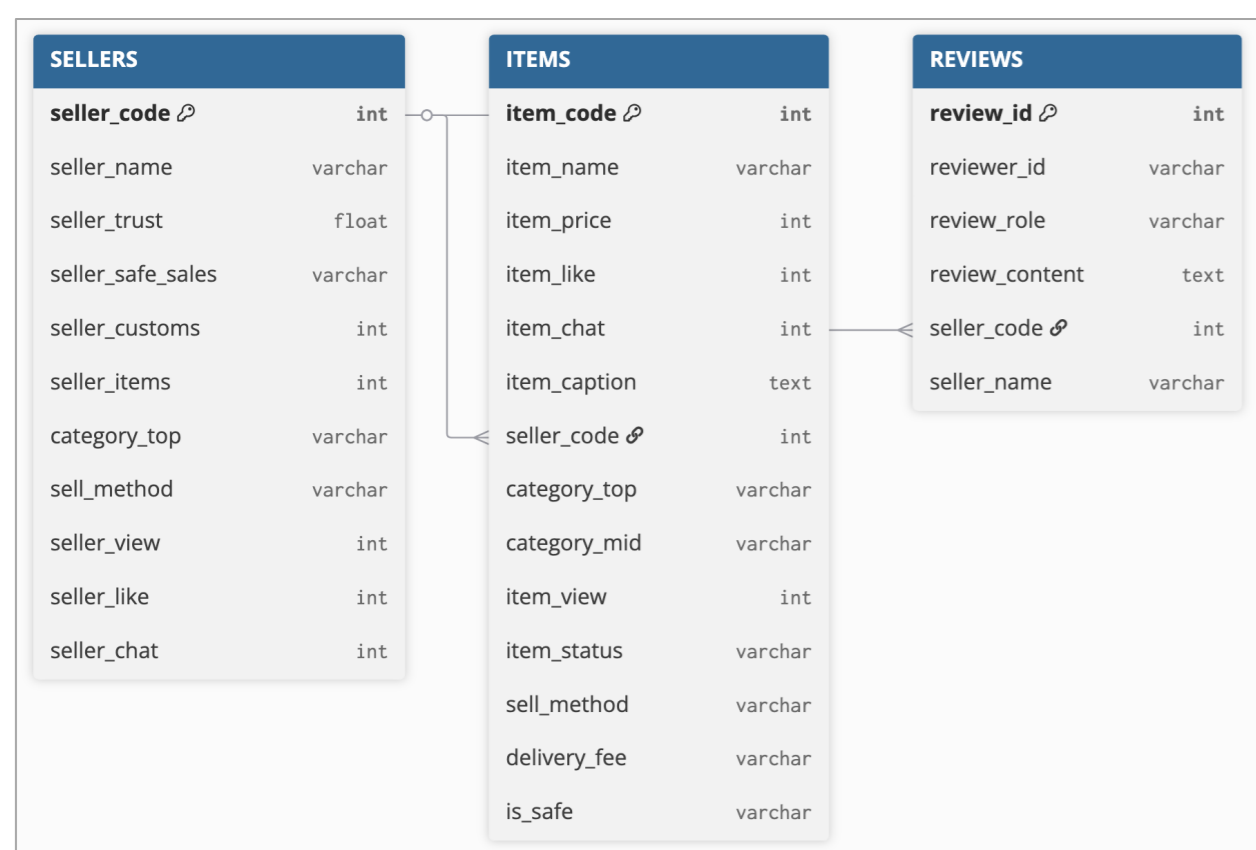 SELLERS
seller_code int
seller_name varchar
seller_trust float
seller_safe_sales varchar
seller_customs int
seller_items int
category_top varchar
sell_method varchar
seller_view int
seller_like int
seller_chat int
ITEMS
item_code int
item_name varchar
item_price int
item_like int
item_chat int
item_caption text
seller_code int
category_top varchar
category_mid varchar
item_view int
item_status varchar
sell_method varchar
delivery_fee varchar
is_safe varchar
REVIEWS
review_id int
reviewer_id varchar
review_role varchar
review_content text
seller_code int
seller_name varchar